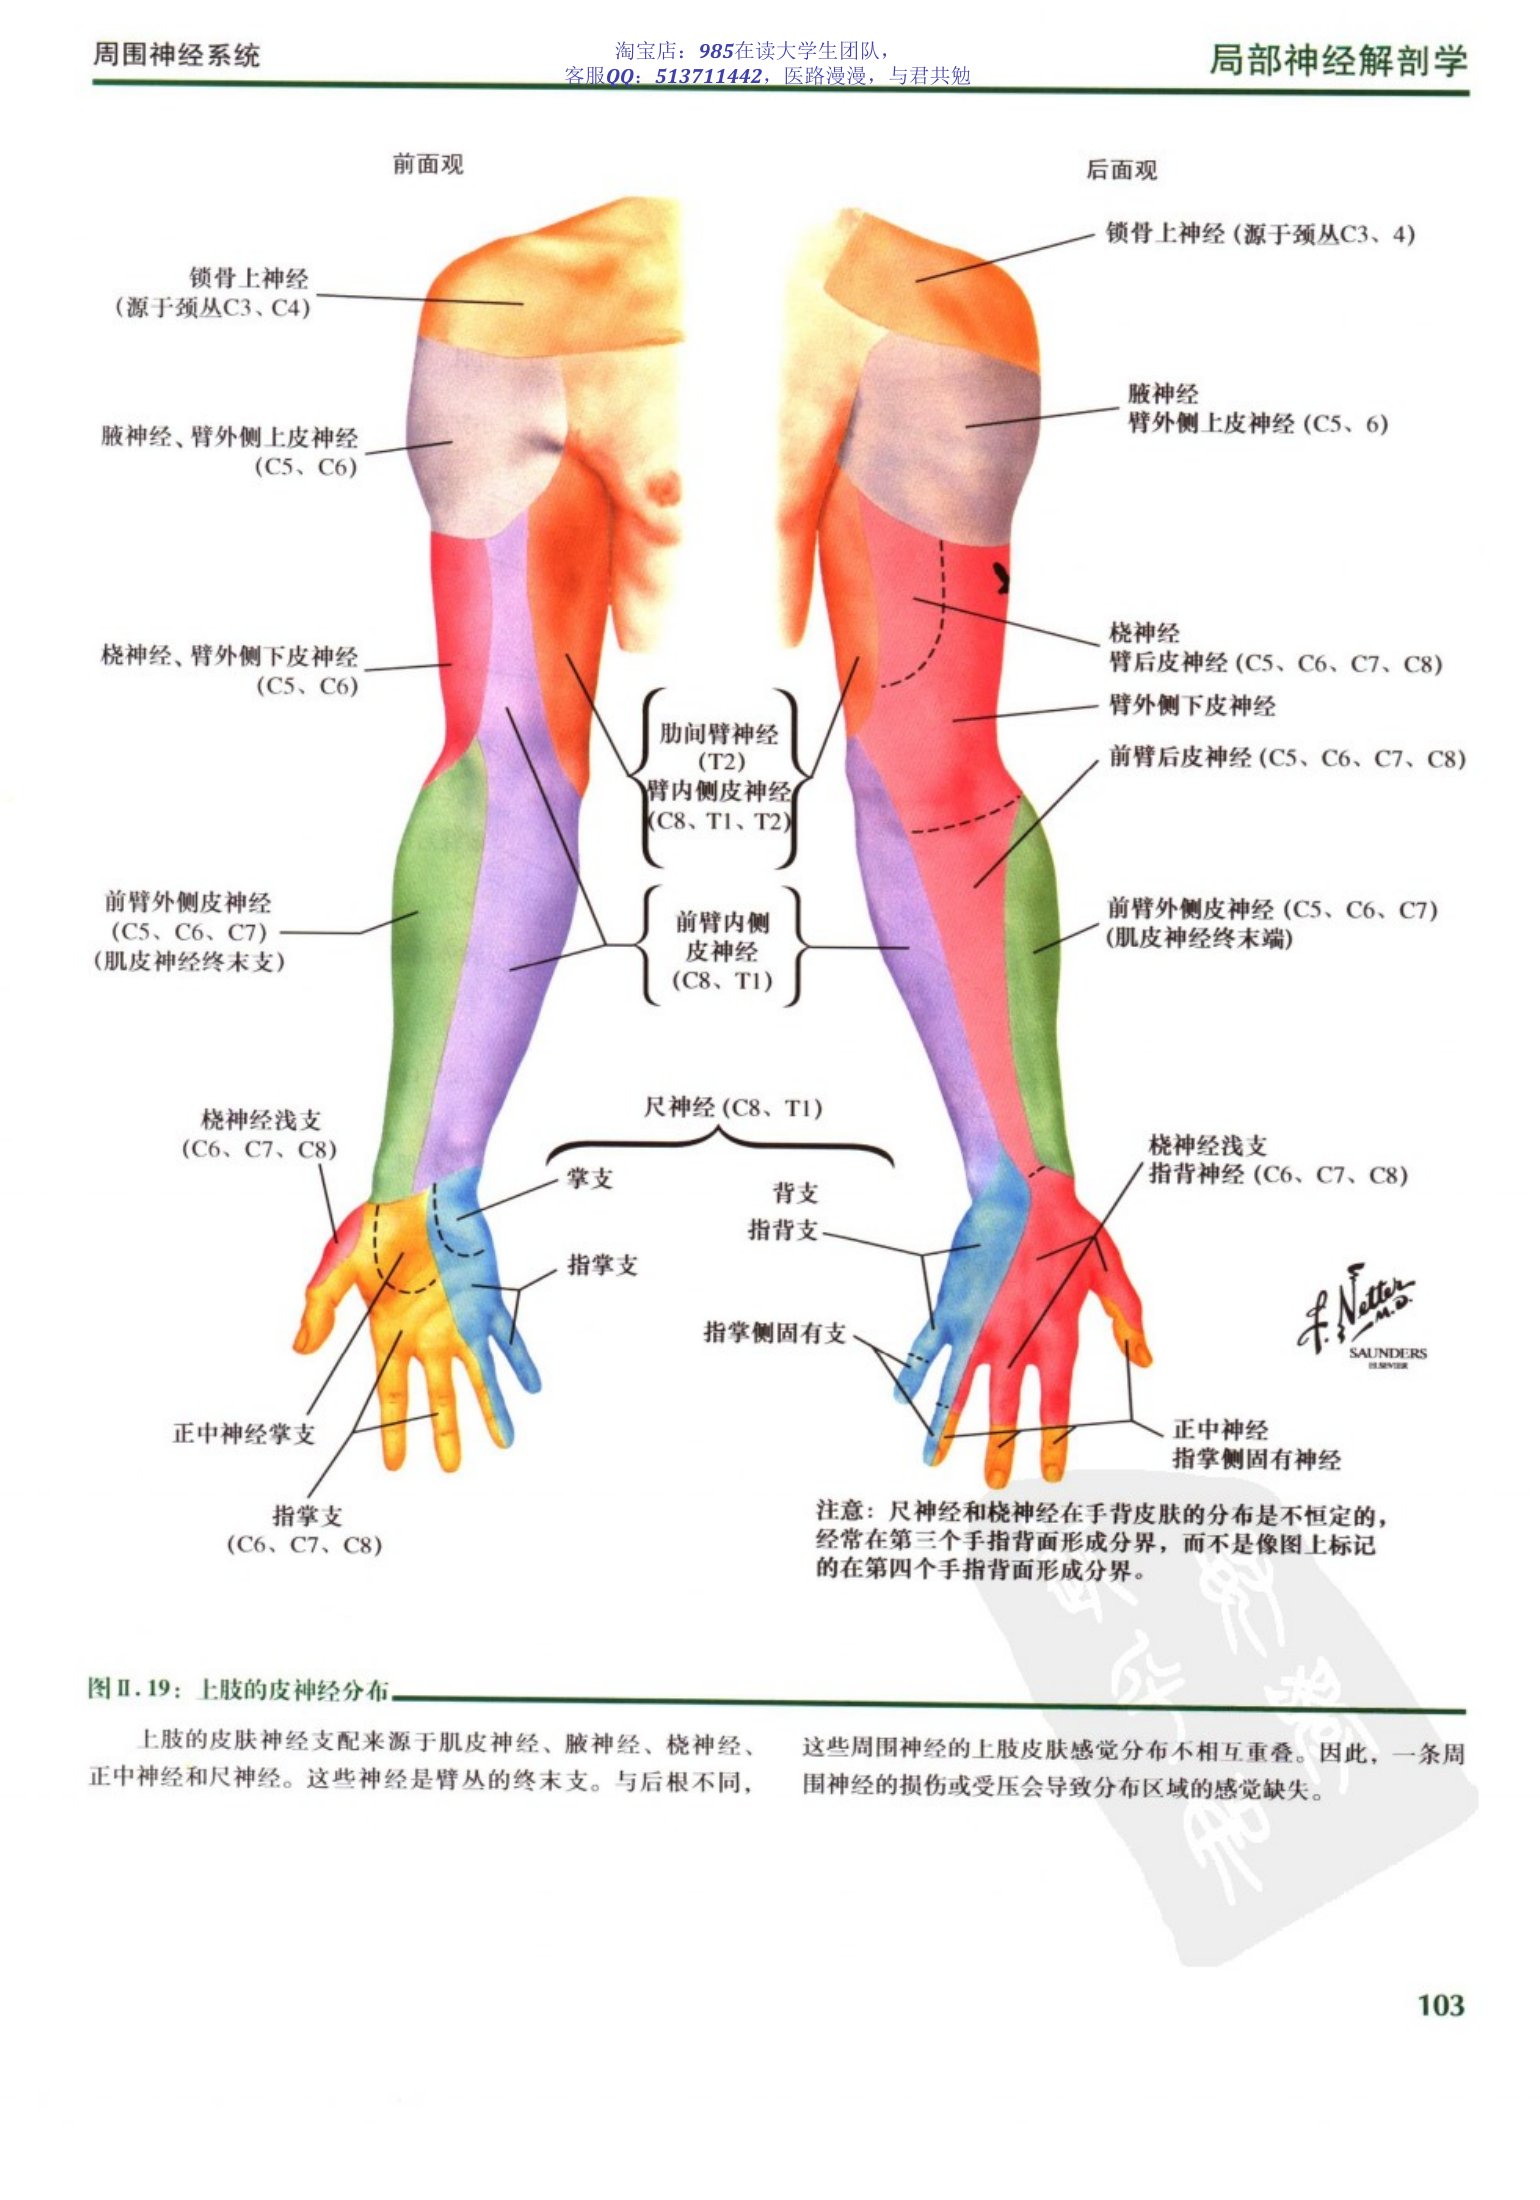 周围神经系统
淘宝店：985在读大学生团队，
客服QQ：513711442，医路漫漫，与君共勉
局部神经解剖学
前面观
后面观
锁骨上神经
(源于颈丛C3、C4)
腋神经、臂外侧上皮神经
(C5、C6)
桡神经、臂外侧下皮神经
(C5、C6)
前臂外侧皮神经
(C5、C6、C7)
(肌皮神经终末支)
桡神经浅支
(C6、C7、C8)
正中神经掌支
指掌支
(C6、C7、C8)
肋间臂神经
(T2)
臂内侧皮神经
(C8、T1、T2)
前臂内侧
皮神经
(C8、T1)
尺神经(C8、T1)
掌支
指掌支
背支
指背支
指掌侧固有支
锁骨上神经(源于颈丛C3、4)
腋神经
臂外侧上皮神经(C5、6)
桡神经
臂后皮神经(C5、C6、C7、C8)
臂外侧下皮神经
前臂后皮神经(C5、C6、C7、C8)
前臂外侧皮神经(C5、C6、C7)
(肌皮神经终末端)
桡神经浅支
指背神经(C6、C7、C8)
F. Netter
M.D.
SAUNDERS
ELSEVIER
正中神经
指掌侧固有神经
注意：尺神经和桡神经在手背皮肤的分布是不恒定的，
经常在第三个手指背面形成分界，而不是像图上标记
的在第四个手指背面形成分界。
图Ⅱ.19：上肢的皮神经分布
上肢的皮肤神经支配来源于肌皮神经、腋神经、桡神经、
正中神经和尺神经。这些神经是臂丛的终末支。与后根不同，
这些周围神经的上肢皮肤感觉分布不相互重叠。因此，一条周
围神经的损伤或受压会导致分布区域的感觉缺失。
103